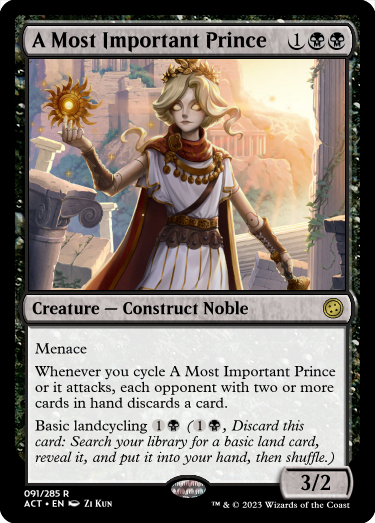 A Most Important Prince 1
Creature — Construct Noble
Menace
Whenever you cycle A Most Important Prince
or it attacks, each opponent with two or more
cards in hand discards a card.
Basic landcycling 1 (1, Discard this
card: Search your library for a basic land card,
reveal it, and put it into your hand, then shuffle.)
3/2
091/285 R
ACT • EN Zi Kun
™ & © 2023 Wizards of the Coast